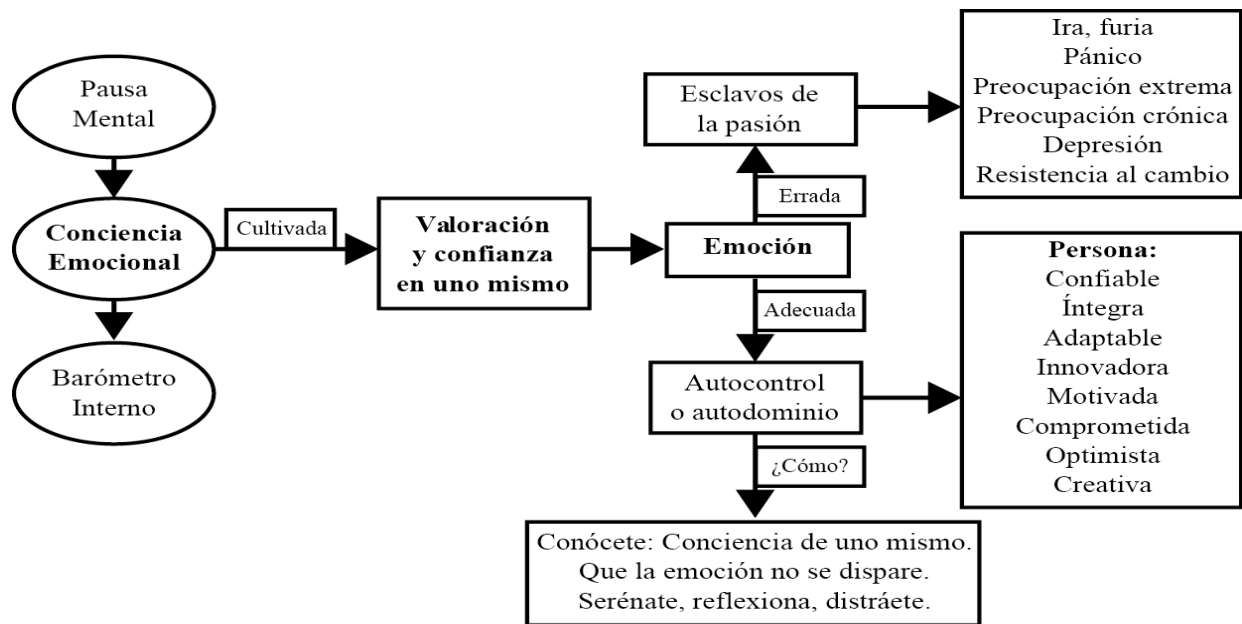 Pausa
Mental
Conciencia
Emocional
Barómetro
Interno
Cultivada
Valoración
y confianza
en uno mismo
Esclavos de
la pasión
Errada
Emoción
Adecuada
Autocontrol
o autodominio
¿Cómo?
Conócete: Conciencia de uno mismo.
Que la emoción no se dispare.
Serénate, reflexiona, distráete.
Ira, furia
Pánico
Preocupación extrema
Preocupación crónica
Depresión
Resistencia al cambio
Persona:
Confiable
Íntegra
Adaptable
Innovadora
Motivada
Comprometida
Optimista
Creativa